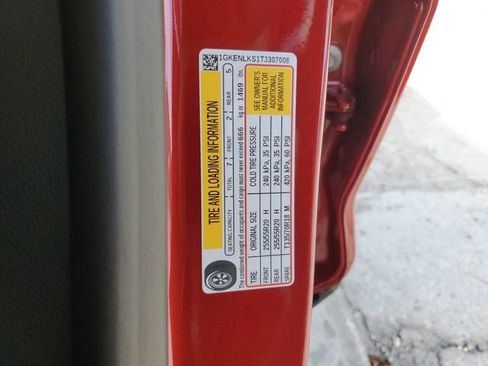 1GKENLKS1TJ307008
TIRE AND LOADING INFORMATION
SEATING CAPACITY TOTAL 7 FRONT 2 REAR 5
The combined weight of occupants and cargo must never exceed 666 kg or 1469 lbs.
TIRE ORIGINAL SIZE COLD TIRE PRESSURE
FRONT 255/55R20 H 240 kPa, 35 PSI
REAR 255/55R20 H 240 kPa, 35 PSI
SPARE T135/70R18 M 420 kPa, 60 PSI
SEE OWNER'S
MANUAL FOR
ADDITIONAL
INFORMATION